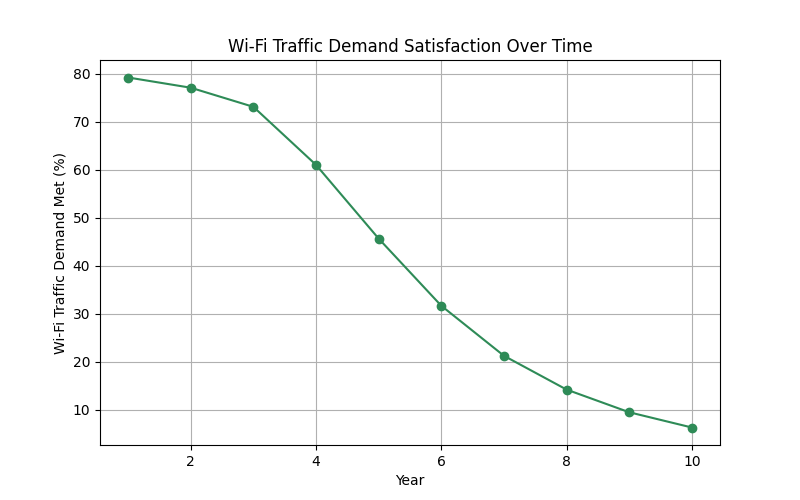 Wi-Fi Traffic Demand Satisfaction Over Time
Wi-Fi Traffic Demand Met (%)
80
70
60
50
40
30
20
10
2 4 6 8 10
Year